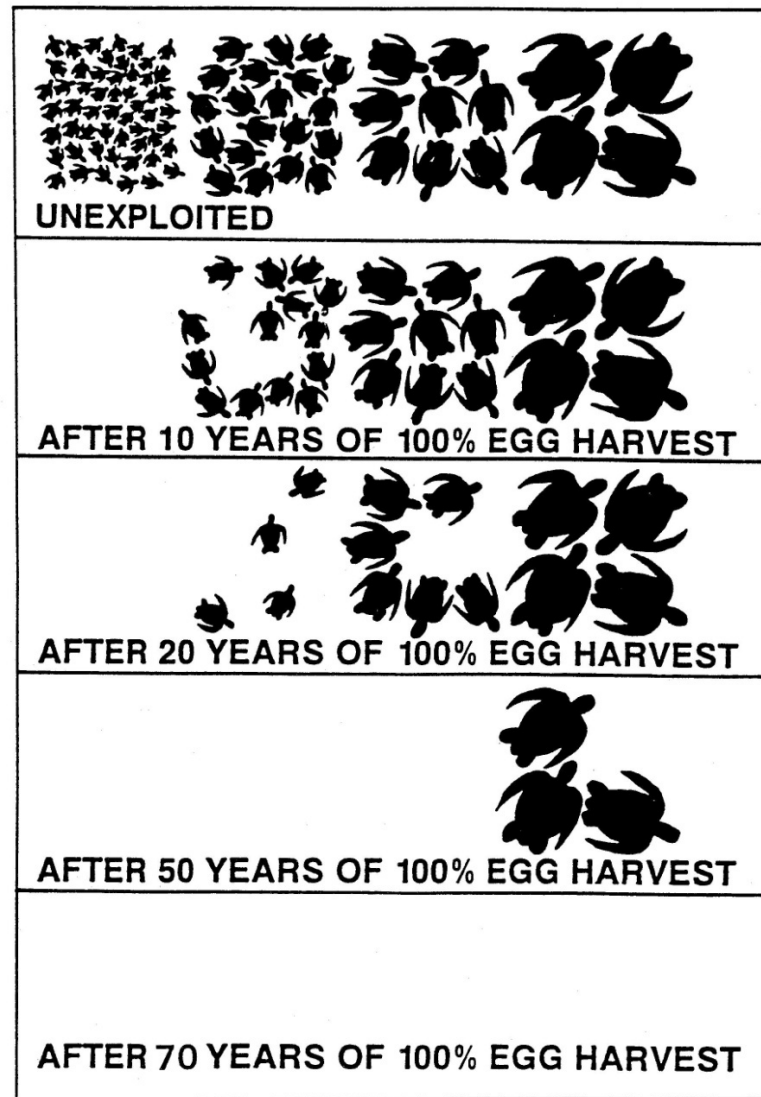 UNEXPLOITED
AFTER 10 YEARS OF 100% EGG HARVEST
AFTER 20 YEARS OF 100% EGG HARVEST
AFTER 50 YEARS OF 100% EGG HARVEST
AFTER 70 YEARS OF 100% EGG HARVEST